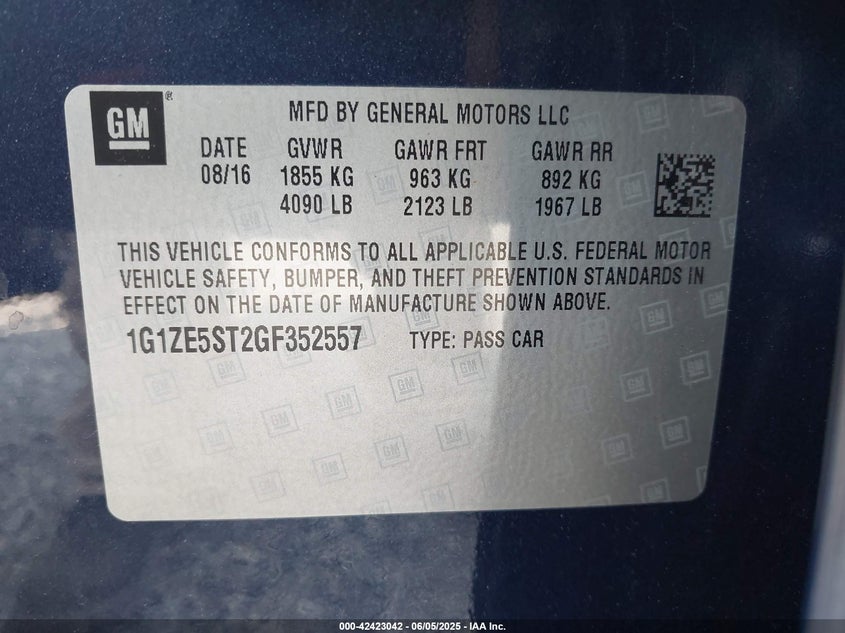 GM®
MFD BY GENERAL MOTORS LLC
DATE GVWR GAWR FRT GAWR RR
08/16 1855 KG 963 KG 892 KG
4090 LB 2123 LB 1967 LB
THIS VEHICLE CONFORMS TO ALL APPLICABLE U.S. FEDERAL MOTOR
VEHICLE SAFETY, BUMPER, AND THEFT PREVENTION STANDARDS IN
EFFECT ON THE DATE OF MANUFACTURE SHOWN ABOVE.
1G1ZE5ST2GF352557 TYPE: PASS CAR
000-42423042 - 06/05/2025 - IAA Inc.